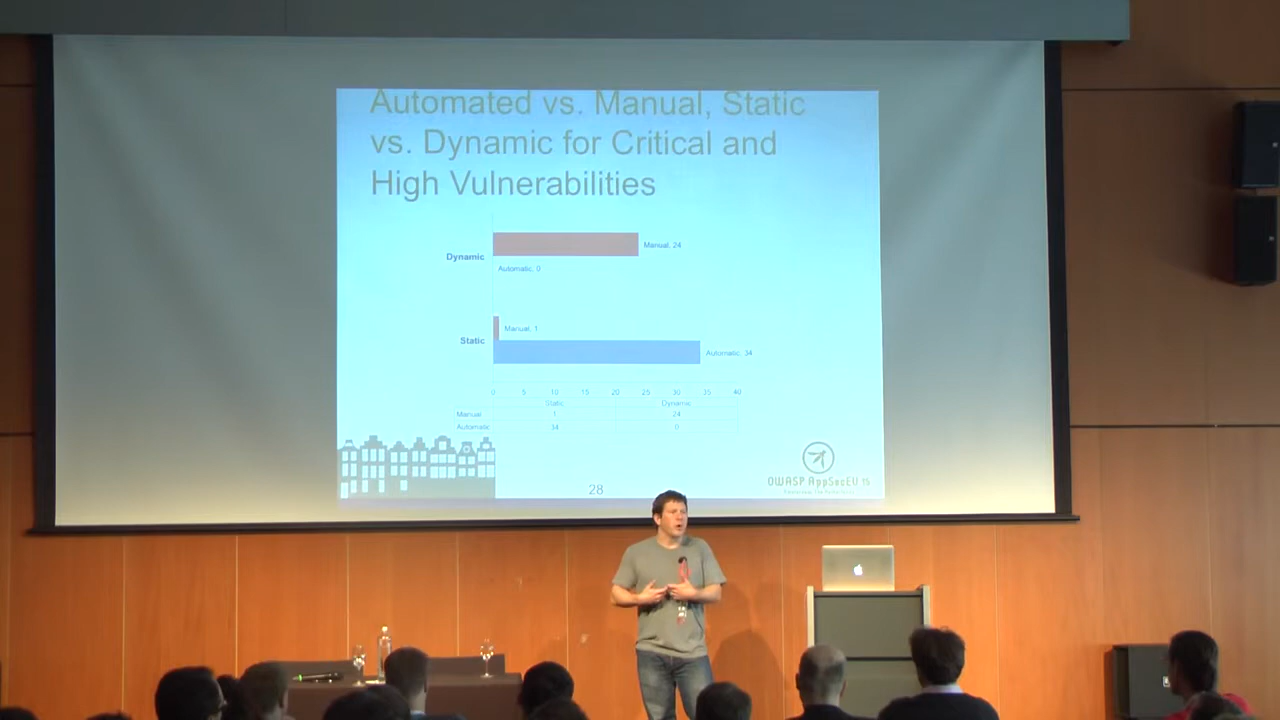 Automated vs. Manual, Static
vs. Dynamic for Critical and
High Vulnerabilities
Manual, 24
Dynamic
Automatic, 0
Manual, 1
Static
Automatic, 34
0 5 10 15 20 25 30 35 40
Static Dynamic
Manual 1 24
Automatic 34 0
OWASP AppSecEU 15
28